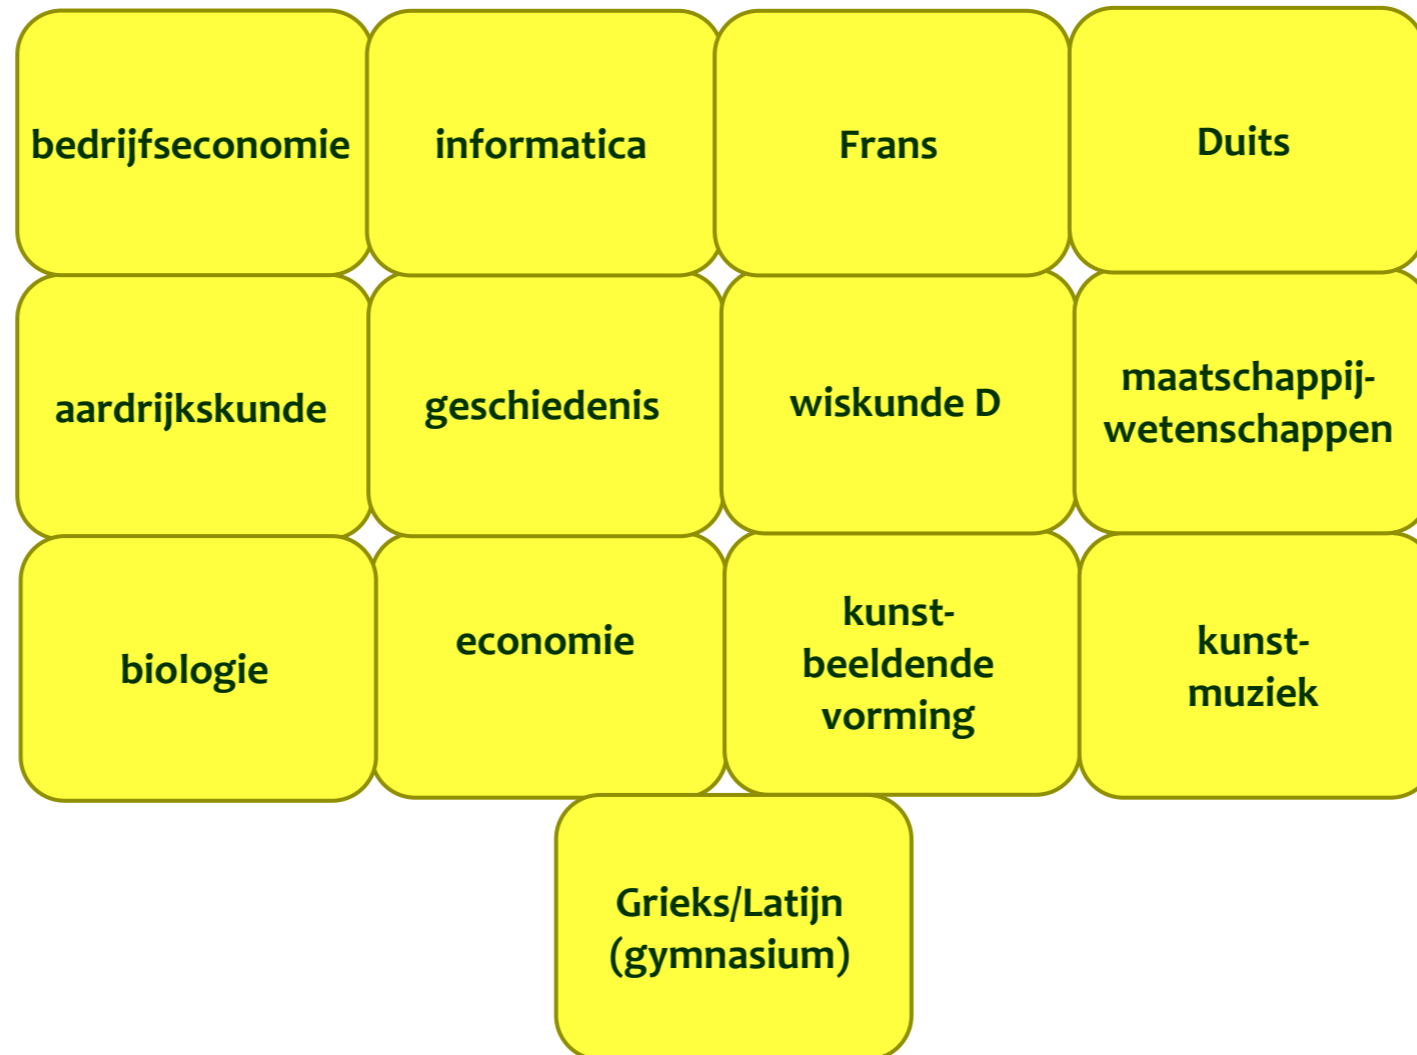 bedrijfseconomie
informatica
Frans
Duits
aardrijkskunde
geschiedenis
wiskunde D
maatschappij-
wetenschappen
biologie
economie
kunst-
beeldende
vorming
kunst-
muziek
Grieks/Latijn
(gymnasium)